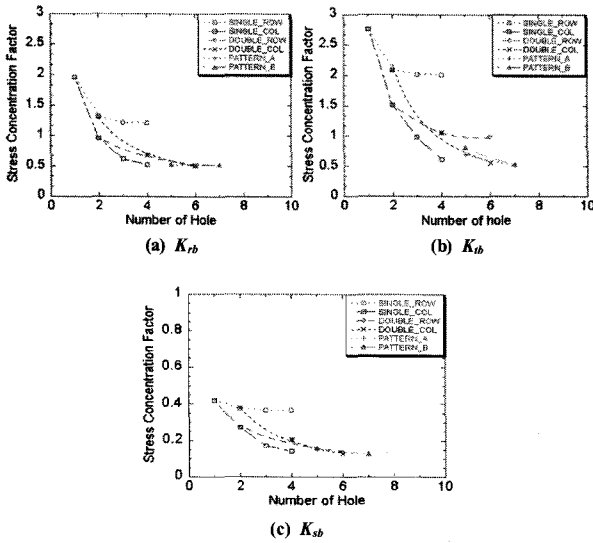 3
2.5
2
1.5
1
0.5
0
0 2 4 6 8 10
Stress Concentration Factor
Number of Hole
SINGLE_ROW
SINGLE_COL
DOUBLE_ROW
DOUBLE_COL
PATTERN_A
PATTERN_B
(a) Krb
3
2.5
2
1.5
1
0.5
0
0 2 4 6 8 10
Stress Concentration Factor
Number of hole
SINGLE_ROW
SINGLE_COL
DOUBLE_ROW
DOUBLE_COL
PATTERN_A
PATTERN_B
(b) Ktb
1
0.8
0.6
0.4
0.2
0
0 2 4 6 8 10
Stress Concentration Factor
Number of Hole
SINGLE_ROW
SINGLE_COL
DOUBLE_ROW
DOUBLE_COL
PATTERN_A
PATTERN_B
(c) Ksb